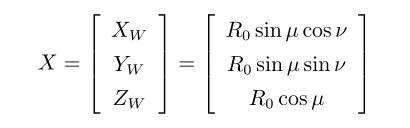 X = [ X_W Y_W Z_W ] = [ R_0 sin μ cos ν R_0 sin μ sin ν R_0 cos μ ]